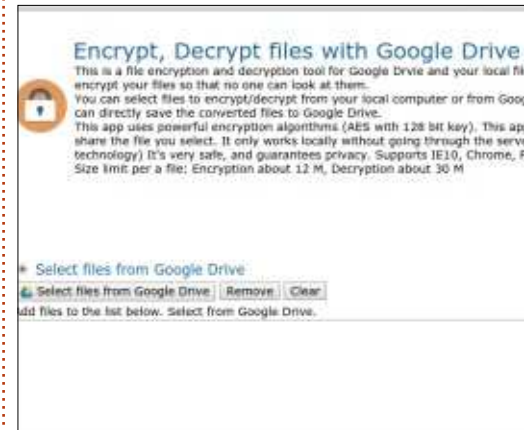 Encrypt, Decrypt files with Google Drive
This is a file encryption and decryption tool for Google Drvie and your local fil
encrypt your files so that no one can look at them.
You can select files to encrypt/decrypt from your local computer or from Goog
can directly save the converted files to Google Drive.
This app uses powerful encryption algorithms (AES with 128 bit key). This ap
share the file you select. It only works locally without going through the serve
technology) It's very safe, and guarantees privacy. Supports IE10, Chrome, F
Size limit per a file: Encryption about 12 M, Decryption about 30 M
Select files from Google Drive
Select files from Google Drive Remove Clear
dd files to the list below. Select from Google Drive.